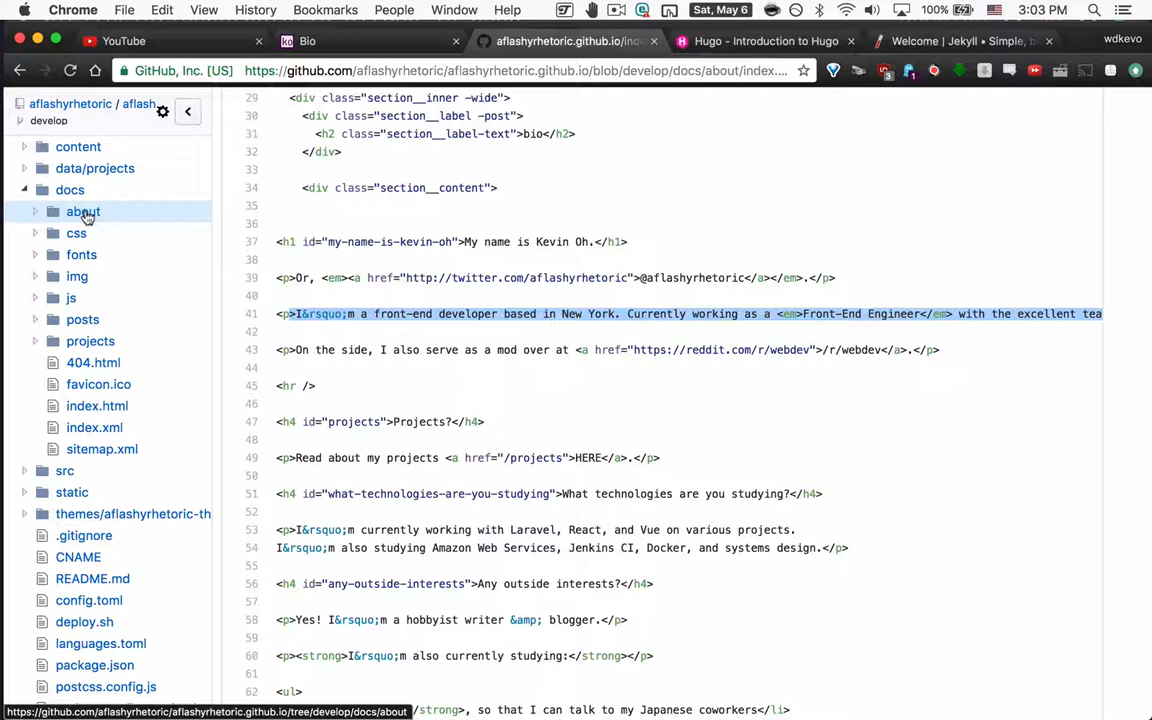 Chrome File Edit View History Bookmarks People Window Help 100% Sat, May 6 3:03 PM
YouTube × Bio × aflashyrhetoric.github.io/inde × Hugo - Introduction to Hugo × Welcome | Jekyll • Simple, b × wdkevo
GitHub, Inc. [US] https://github.com/aflashyrhetoric/aflashyrhetoric.github.io/blob/develop/docs/about/index....
aflashyrhetoric / aflash...
develop
content
data/projects
docs
about
css
fonts
img
js
posts
projects
404.html
favicon.ico
index.html
index.xml
sitemap.xml
src
static
themes/aflashyrhetoric-th
.gitignore
CNAME
README.md
config.toml
deploy.sh
languages.toml
package.json
postcss.config.js
https://github.com/aflashyrhetoric/aflashyrhetoric.github.io/tree/develop/docs/about
29 <div class="section__inner -wide">
30 <div class="section__label -post">
31 <h2 class="section__label-text">bio</h2>
32 </div>
33
34 <div class="section__content">
35
36
37 <h1 id="my-name-is-kevin-oh">My name is Kevin Oh.</h1>
38
39 <p>Or, <em><a href="http://twitter.com/aflashyrhetoric">@aflashyrhetoric</a></em>.</p>
40
41 <p>I&rsquo;m a front-end developer based in New York. Currently working as a <em>Front-End Engineer</em> with the excellent tea
42
43 <p>On the side, I also serve as a mod over at <a href="https://reddit.com/r/webdev">/r/webdev</a>.</p>
44
45 <hr />
46
47 <h4 id="projects">Projects?</h4>
48
49 <p>Read about my projects <a href="/projects">HERE</a>.</p>
50
51 <h4 id="what-technologies-are-you-studying">What technologies are you studying?</h4>
52
53 <p>I&rsquo;m currently working with Laravel, React, and Vue on various projects.
54 I&rsquo;m also studying Amazon Web Services, Jenkins CI, Docker, and systems design.</p>
55
56 <h4 id="any-outside-interests">Any outside interests?</h4>
57
58 <p>Yes! I&rsquo;m a hobbyist writer &amp; blogger.</p>
59
60 <p><strong>I&rsquo;m also currently studying:</strong></p>
61
62 <ul>
/strong>, so that I can talk to my Japanese coworkers</li>